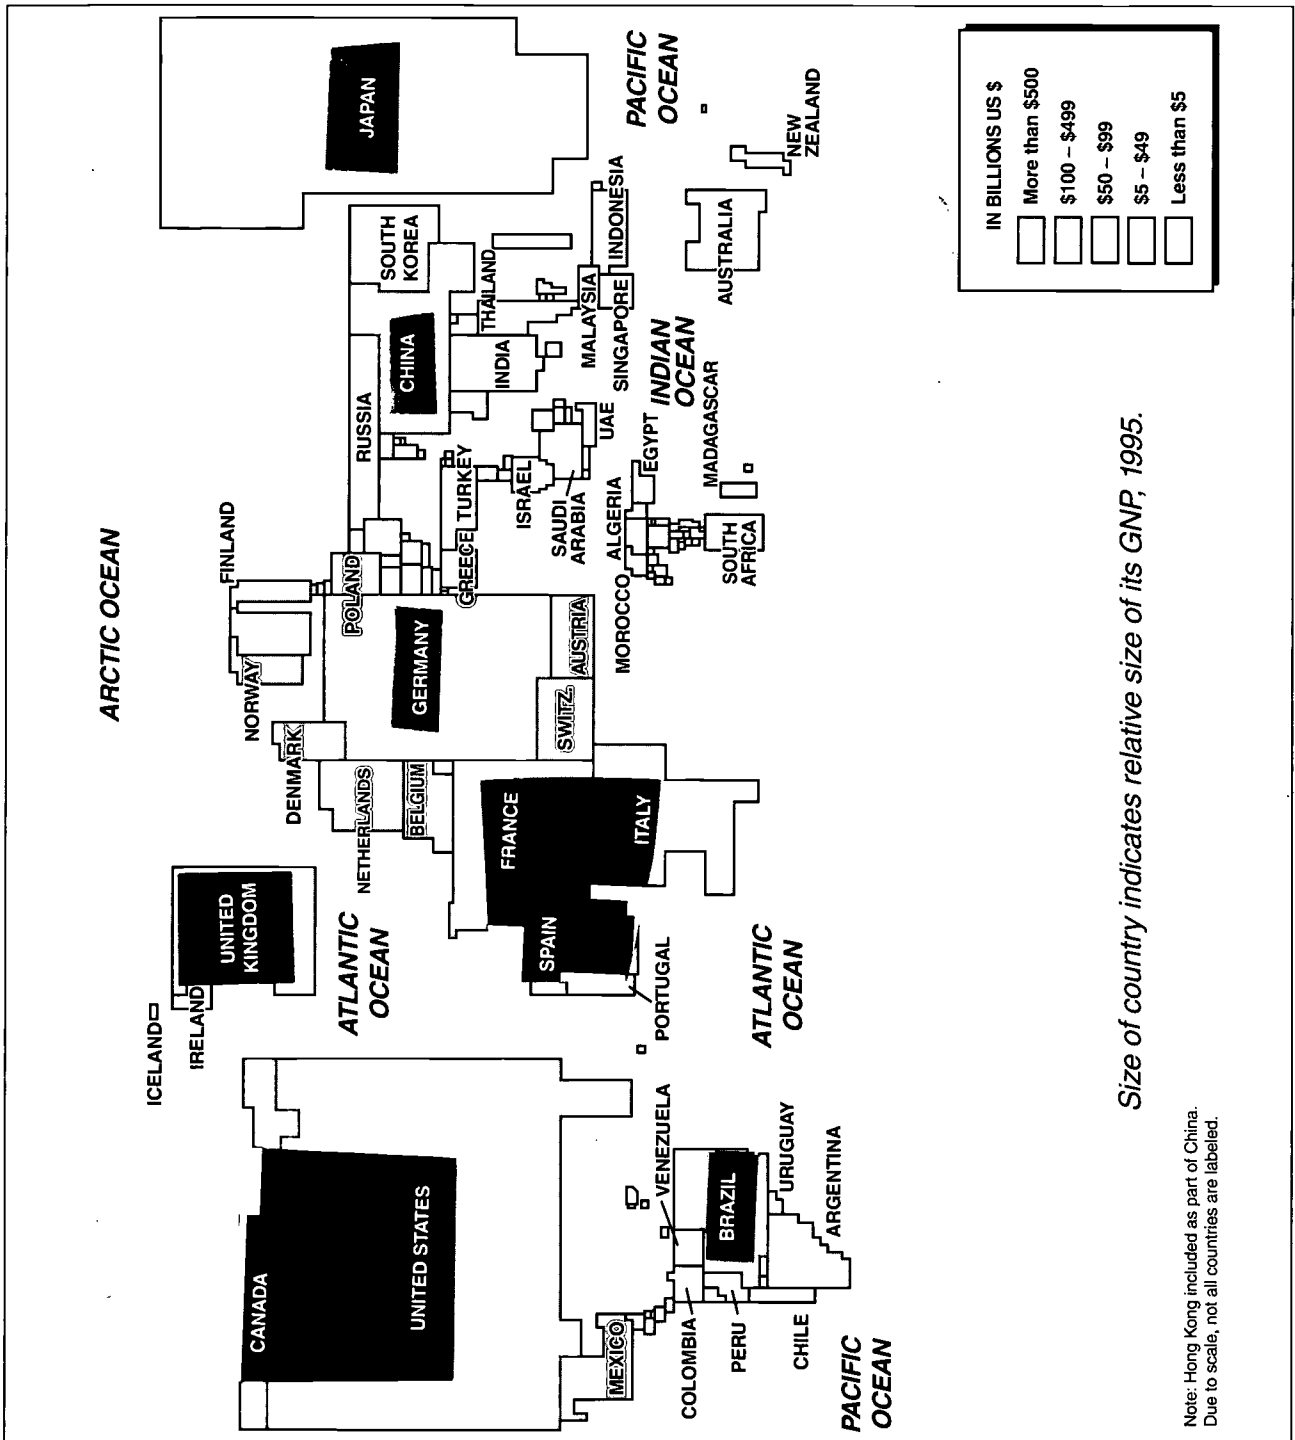 ARCTIC OCEAN
ICELAND
IRELAND
UNITED
KINGDOM
NORWAY
FINLAND
DENMARK
NETHERLANDS
BELGIUM
GERMANY
POLAND
RUSSIA
CHINA
SOUTH
KOREA
JAPAN
PACIFIC
OCEAN
CANADA
UNITED STATES
ATLANTIC
OCEAN
FRANCE
SPAIN
PORTUGAL
ITALY
SWITZ.
AUSTRIA
GREECE
TURKEY
ISRAEL
SAUDI
ARABIA
UAE
INDIA
THAILAND
MALAYSIA
SINGAPORE
INDONESIA
INDIAN
OCEAN
MOROCCO
ALGERIA
EGYPT
MADAGASCAR
SOUTH
AFRICA
AUSTRALIA
NEW
ZEALAND
MEXICO
COLOMBIA
VENEZUELA
PERU
BRAZIL
CHILE
URUGUAY
ARGENTINA
PACIFIC
OCEAN
ATLANTIC
OCEAN
IN BILLIONS US $
More than $500
$100 – $499
$50 – $99
$5 – $49
Less than $5
Size of country indicates relative size of its GNP, 1995.
Note: Hong Kong included as part of China.
Due to scale, not all countries are labeled.